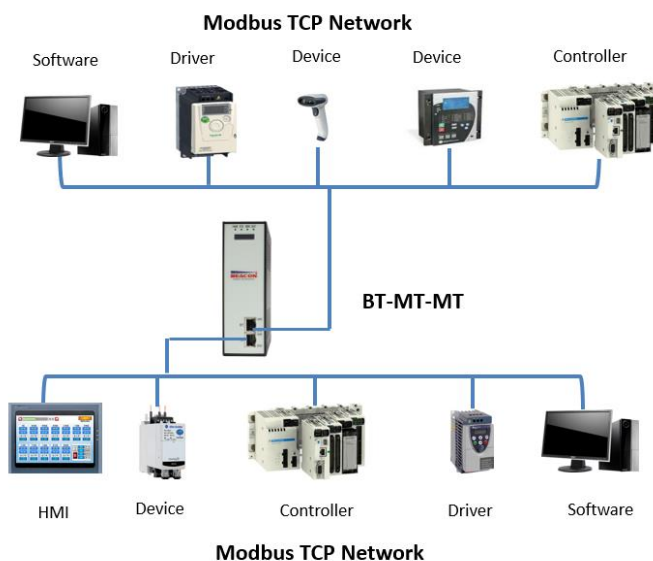 Modbus TCP Network
Software
Driver
Device
Device
Controller
BT-MT-MT
HMI
Device
Controller
Driver
Software
Modbus TCP Network